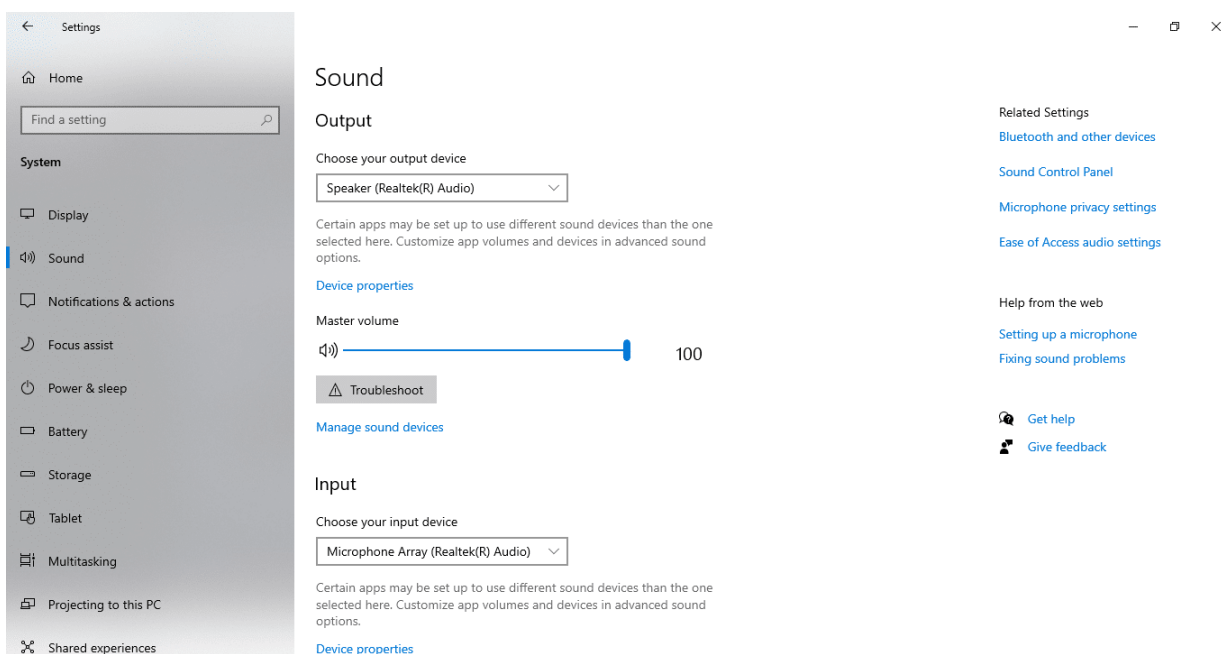 Settings
Home
Find a setting
System
Display
Sound
Notifications & actions
Focus assist
Power & sleep
Battery
Storage
Tablet
Multitasking
Projecting to this PC
Shared experiences
Sound
Output
Choose your output device
Speaker (Realtek(R) Audio)
Certain apps may be set up to use different sound devices than the one
selected here. Customize app volumes and devices in advanced sound
options.
Device properties
Master volume
100
Troubleshoot
Manage sound devices
Input
Choose your input device
Microphone Array (Realtek(R) Audio)
Certain apps may be set up to use different sound devices than the one
selected here. Customize app volumes and devices in advanced sound
options.
Device properties
Related Settings
Bluetooth and other devices
Sound Control Panel
Microphone privacy settings
Ease of Access audio settings
Help from the web
Setting up a microphone
Fixing sound problems
Get help
Give feedback